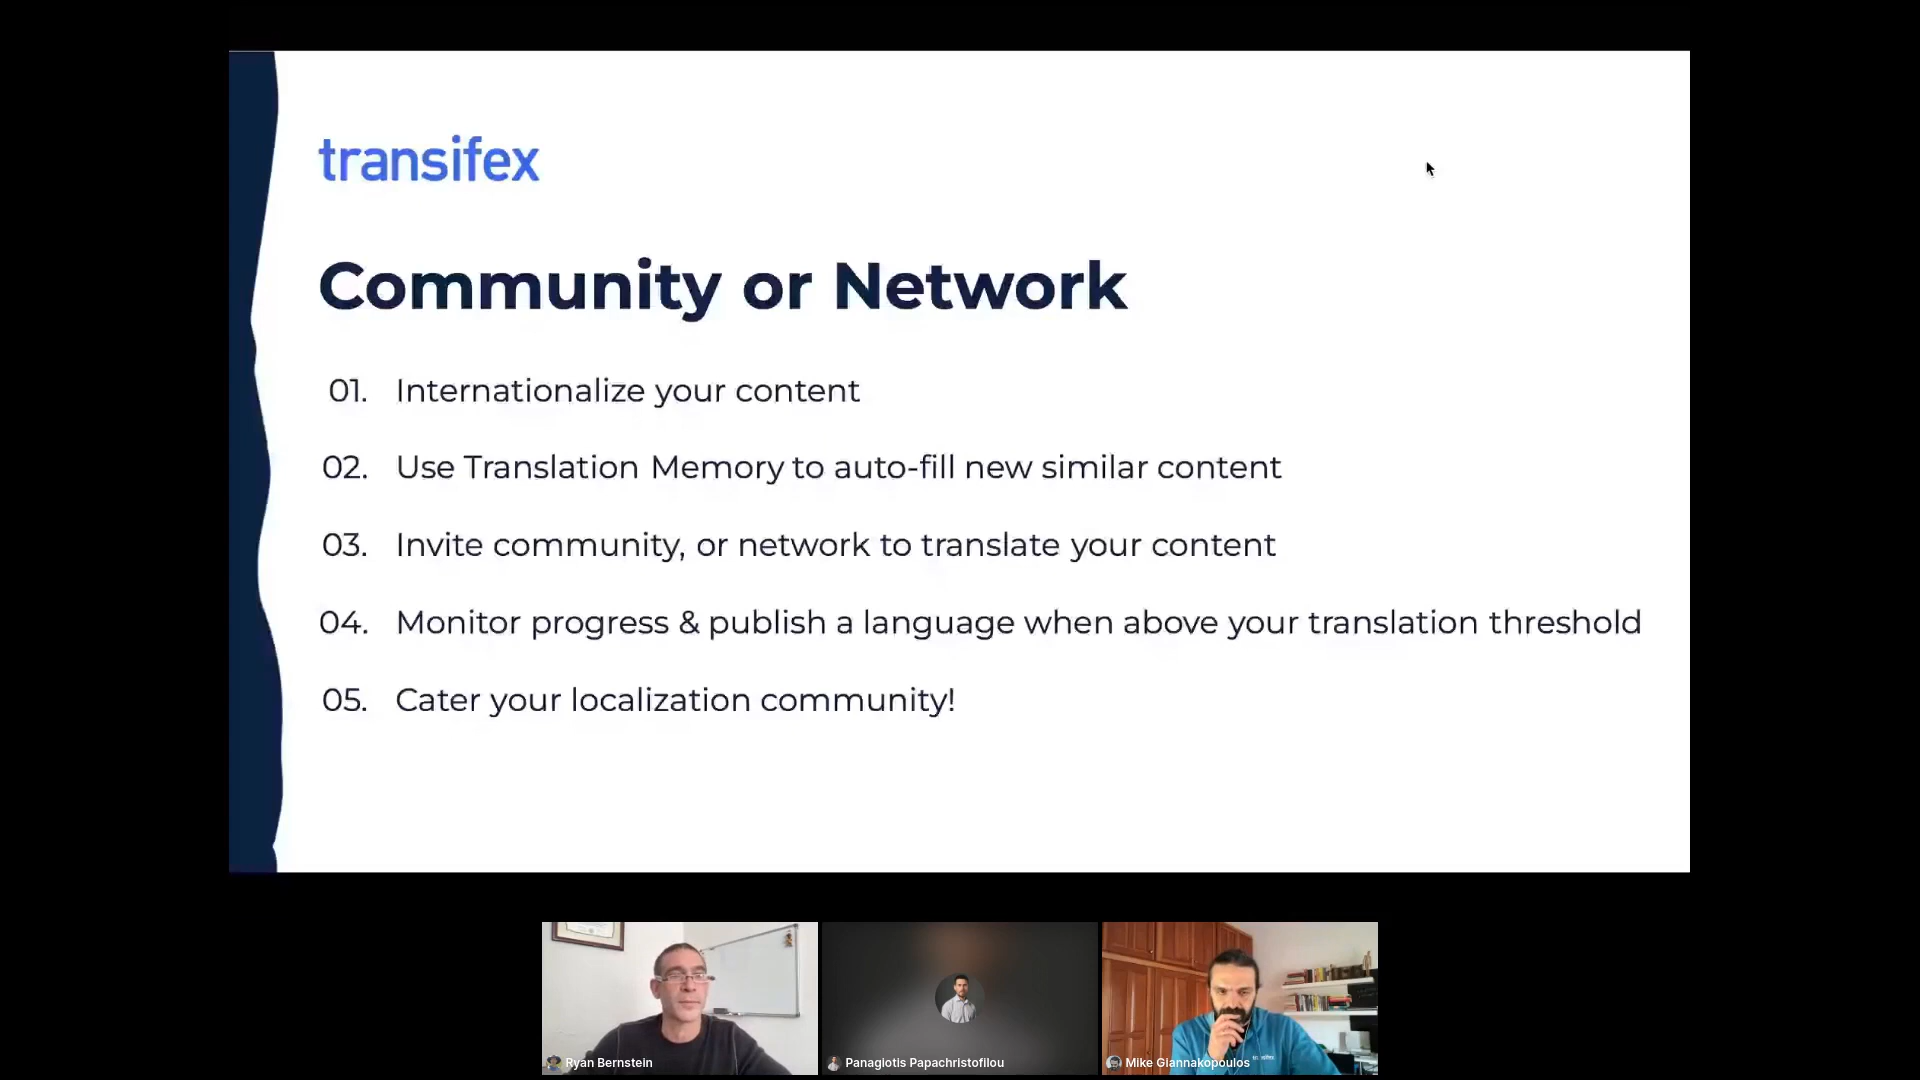 transifex
Community or Network
01. Internationalize your content
02. Use Translation Memory to auto-fill new similar content
03. Invite community, or network to translate your content
04. Monitor progress & publish a language when above your translation threshold
05. Cater your localization community!
Ryan Bernstein
Panagiotis Papachristofilou
Mike Giannakopoulos